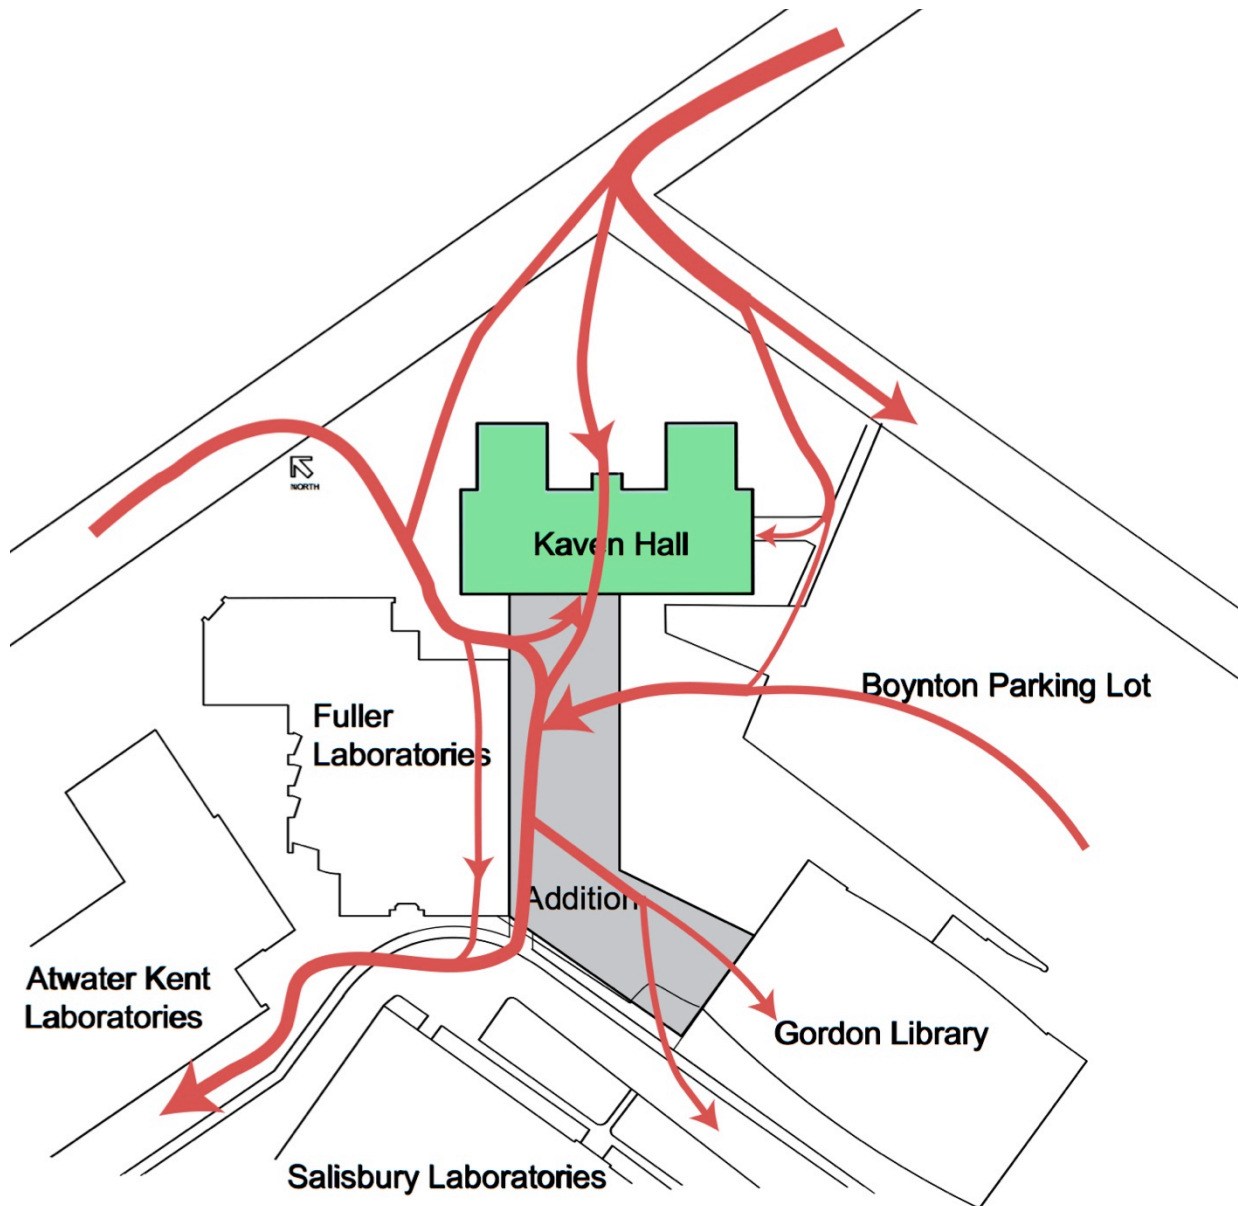 NORTH
Kaven Hall
Boynton Parking Lot
Fuller
Laboratories
Addition
Atwater Kent
Laboratories
Gordon Library
Salisbury Laboratories